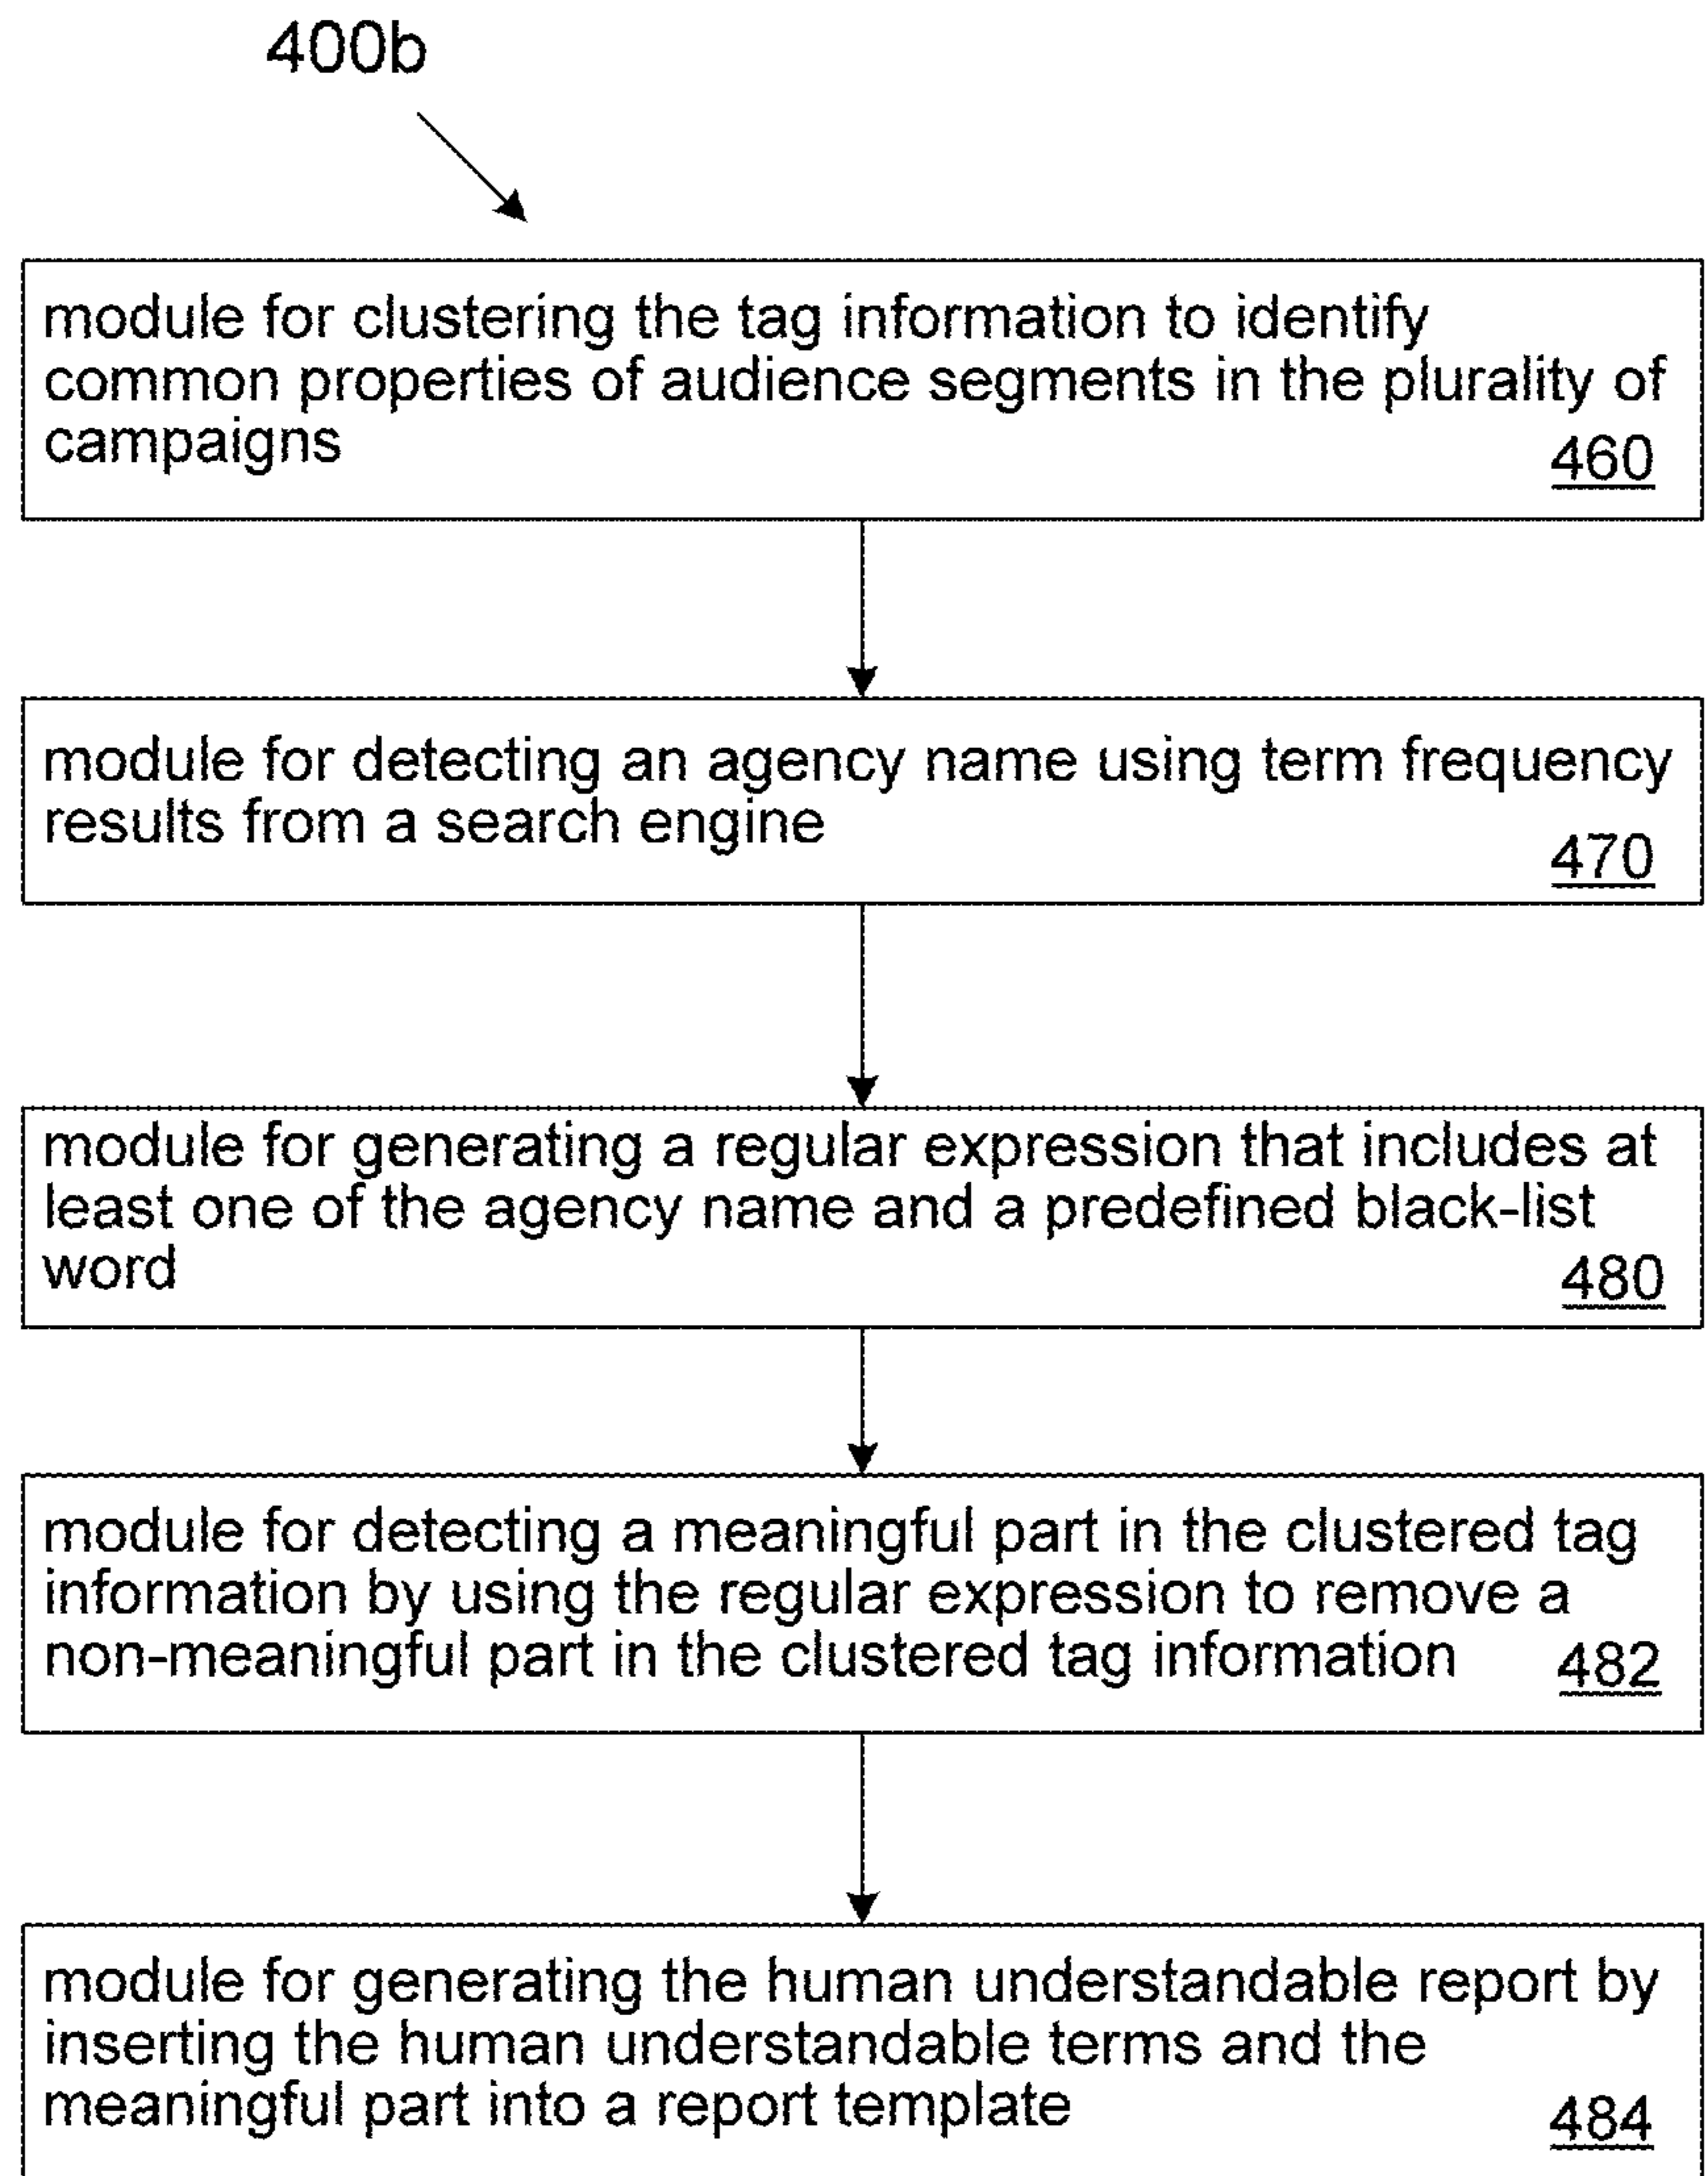 400b
module for clustering the tag information to identify
common properties of audience segments in the plurality of
campaigns
460
module for detecting an agency name using term frequency
results from a search engine
470
module for generating a regular expression that includes at
least one of the agency name and a predefined black-list
word
480
module for detecting a meaningful part in the clustered tag
information by using the regular expression to remove a
non-meaningful part in the clustered tag information
482
module for generating the human understandable report by
inserting the human understandable terms and the
meaningful part into a report template
484